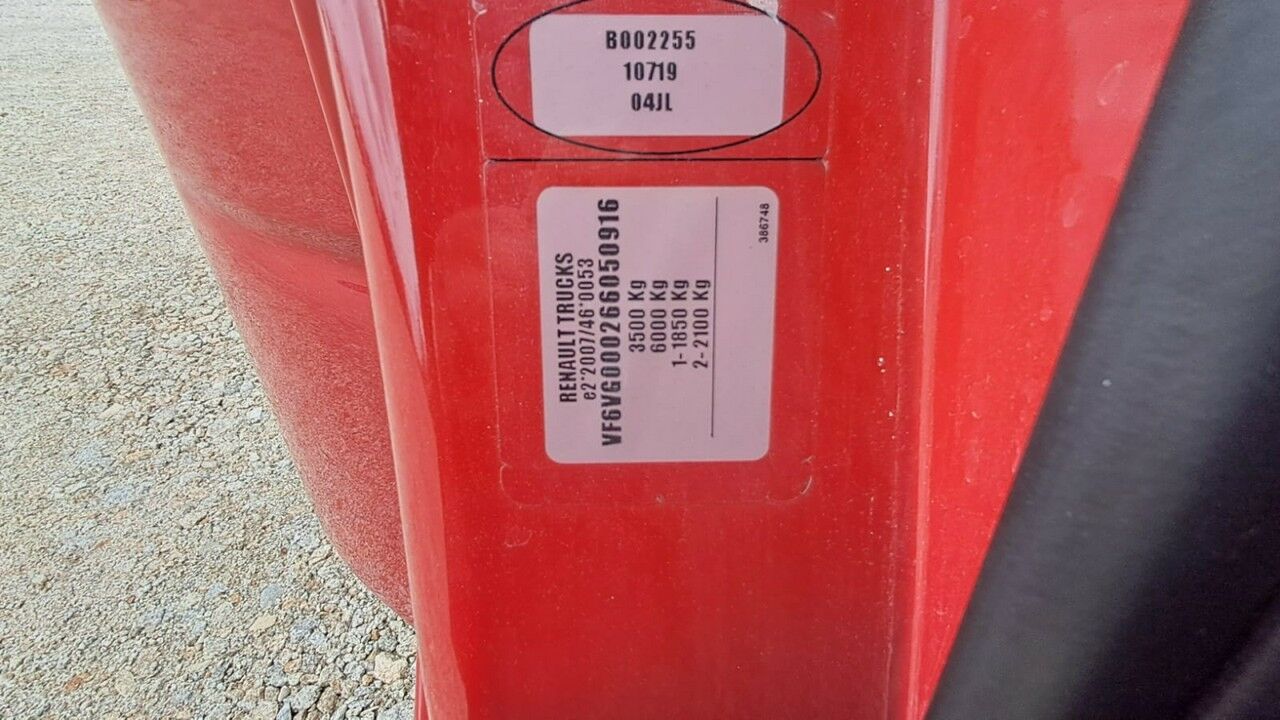 B002255
10719
04JL
RENAULT TRUCKS
e2*2007/46*0053
VF6VG000266050916
3500 Kg
6000 Kg
1- 1850 Kg
2- 2100 Kg
386748